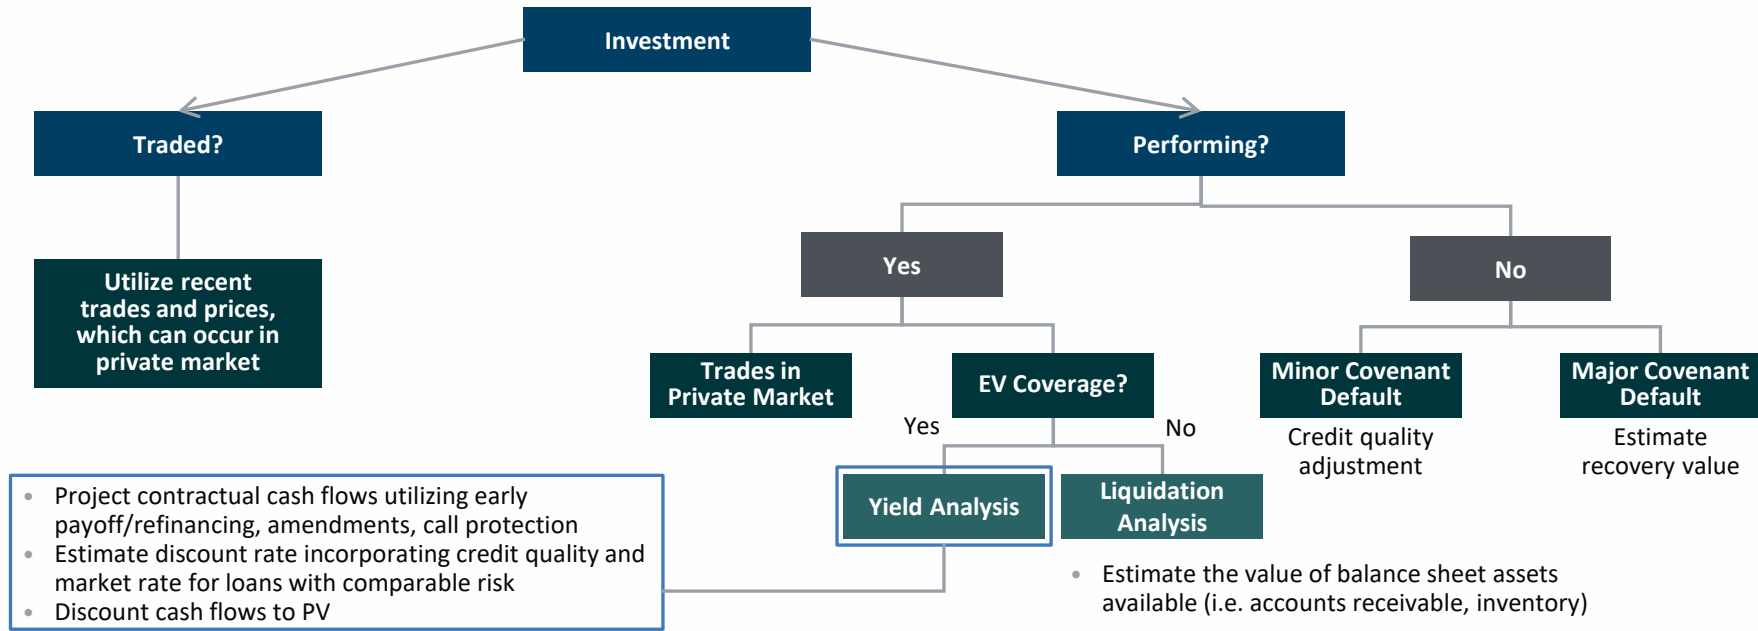 Investment
Traded?
Performing?
Utilize recent
trades and prices,
which can occur in
private market
Yes
No
Trades in
Private Market
EV Coverage?
Minor Covenant
Default
Major Covenant
Default
Credit quality
adjustment
Estimate
recovery value
Yes
No
Yield Analysis
Liquidation
Analysis
• Project contractual cash flows utilizing early
payoff/refinancing, amendments, call protection
• Estimate discount rate incorporating credit quality and
market rate for loans with comparable risk
• Discount cash flows to PV
• Estimate the value of balance sheet assets
available (i.e. accounts receivable, inventory)